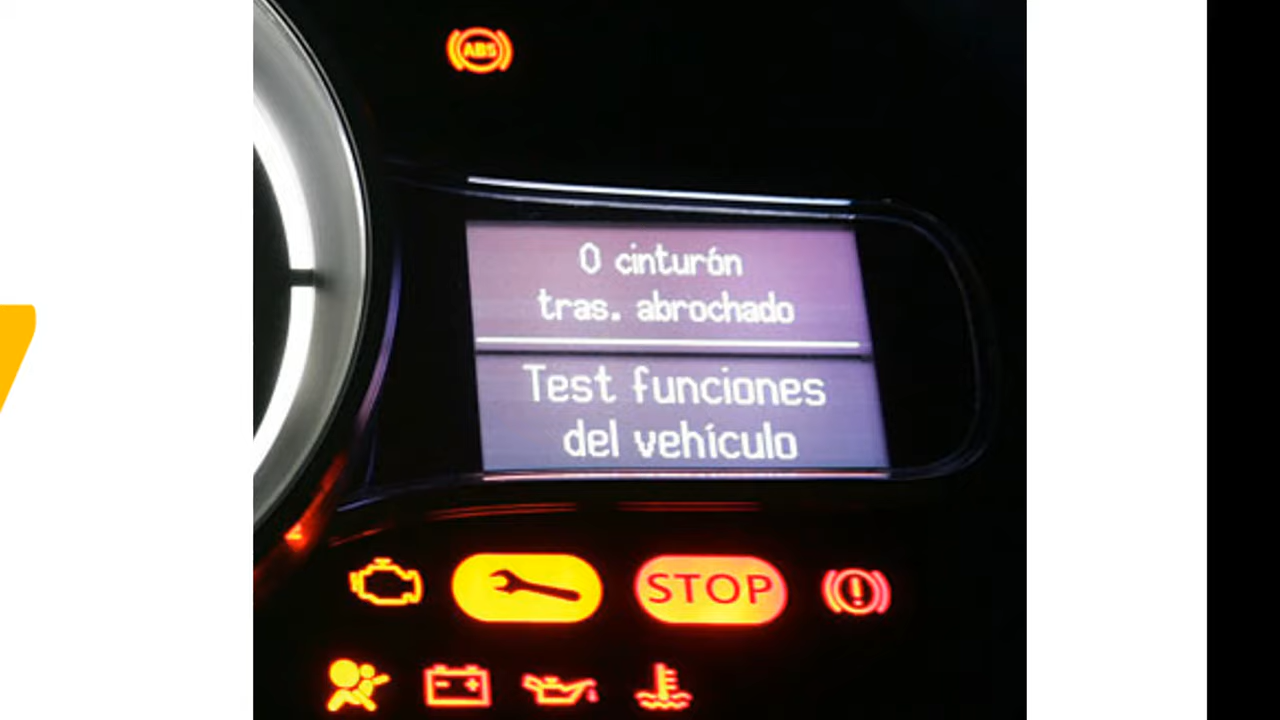 ABS
0 cinturón
tras. abrochado
Test funciones
del vehículo
STOP